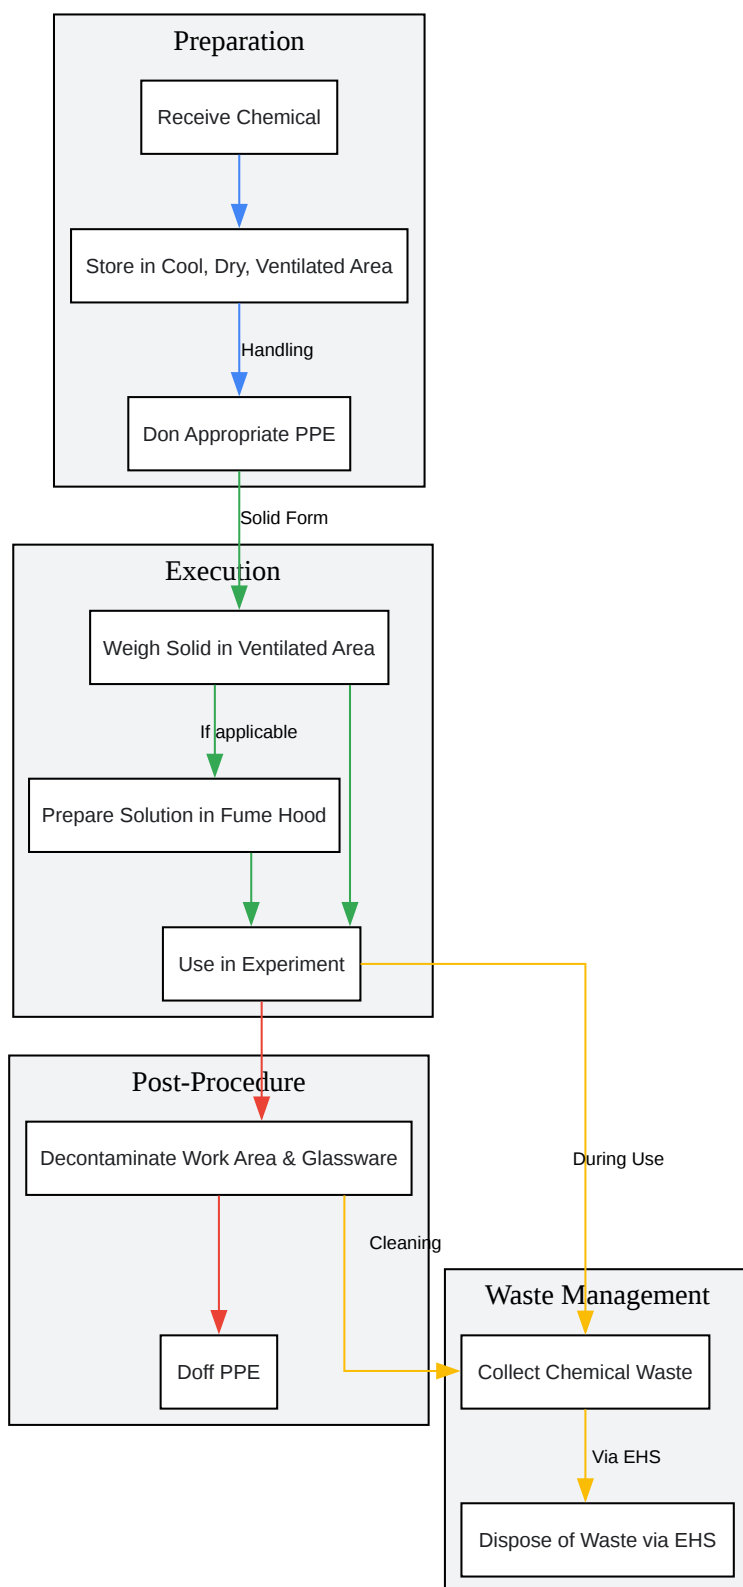 Preparation
Receive Chemical
Store in Cool, Dry, Ventilated Area
Handling
Don Appropriate PPE
Solid Form
Execution
Weigh Solid in Ventilated Area
If applicable
Prepare Solution in Fume Hood
Use in Experiment
Post-Procedure
Decontaminate Work Area & Glassware
During Use
Cleaning
Waste Management
Doff PPE
Collect Chemical Waste
Via EHS
Dispose of Waste via EHS